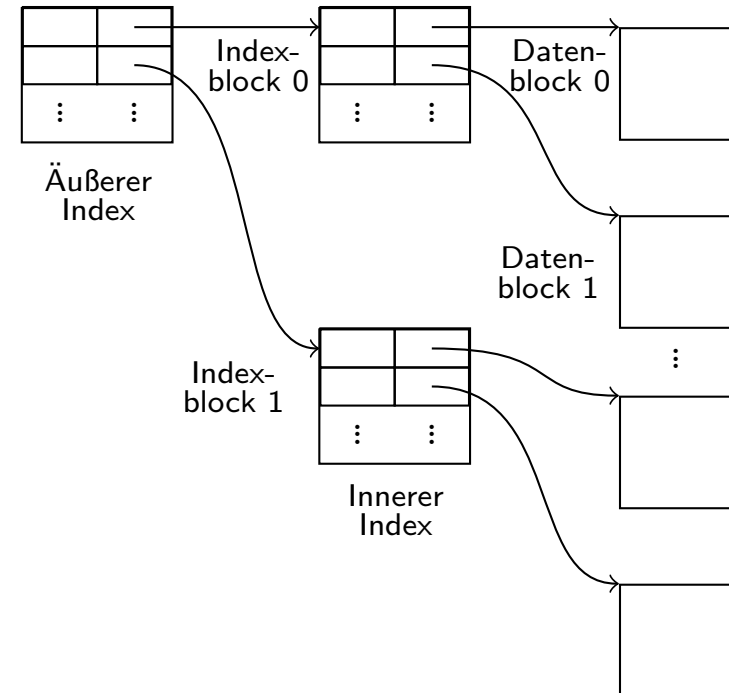 Index-
block 0
Daten-
block 0
Äußerer
Index
Daten-
block 1
Index-
block 1
Innerer
Index